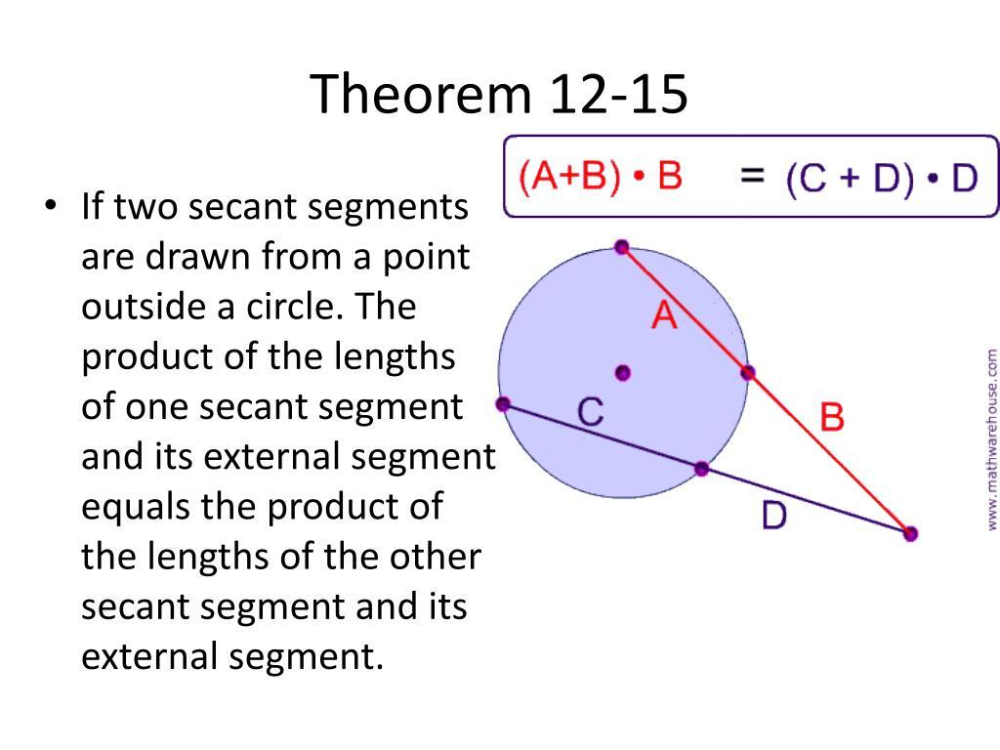 Theorem 12-15
(A+B) • B = (C + D) • D
• If two secant segments
are drawn from a point
outside a circle. The
product of the lengths
of one secant segment
and its external segment
equals the product of
the lengths of the other
secant segment and its
external segment.
A
B
C
D
www.mathwarehouse.com